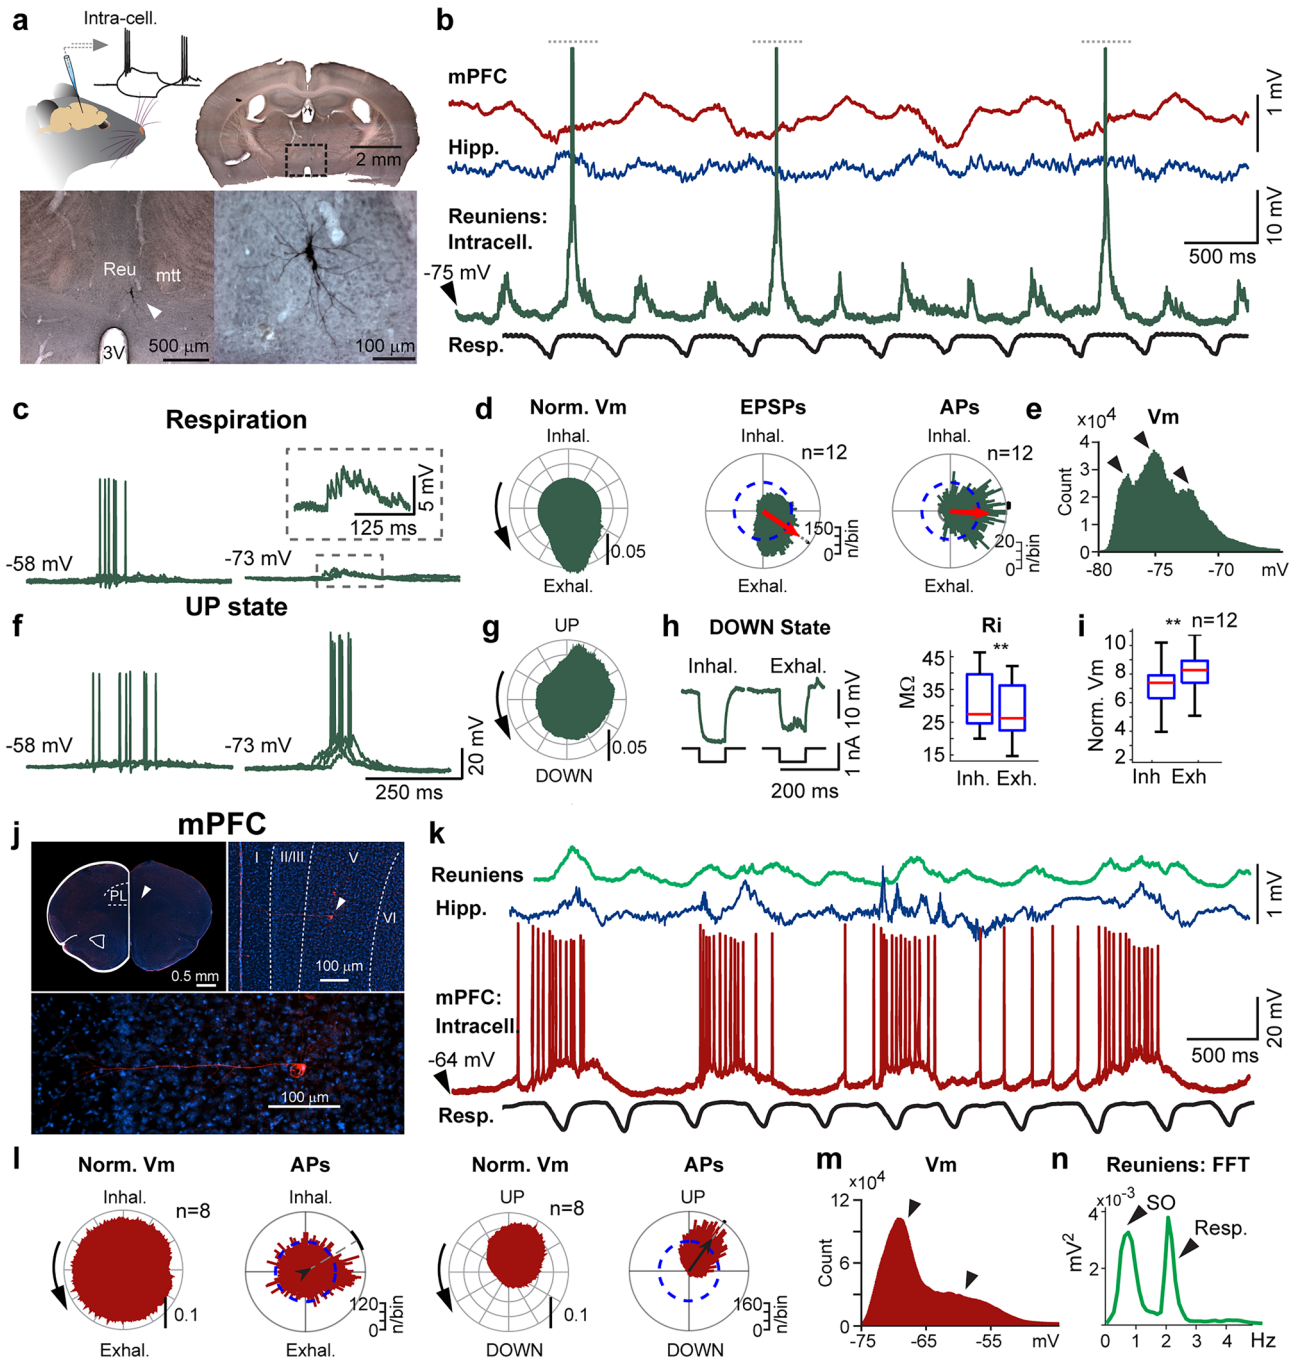 a
Intra-cell.
2 mm
Reu
mtt
3V
500 μm
100 μm
b
mPFC
1 mV
Hipp.
Reuniens:
Intracell.
10 mV
500 ms
-75 mV
Resp.
c
Respiration
5 mV
125 ms
-58 mV
-73 mV
d
Norm. Vm
Inhal.
0.05
Exhal.
EPSPs
Inhal.
n=12
150
0
n/bin
Exhal.
APs
Inhal.
n=12
20
0
n/bin
Exhal.
e
×10⁴
Vm
4
3
2
1
0
Count
-80
-75
-70
mV
f
UP state
-58 mV
-73 mV
20 mV
250 ms
g
UP
0.05
DOWN
h
DOWN State
Inhal.
Exhal.
10 mV
1 nA
200 ms
Ri
**
45
35
25
15
MΩ
Inh.
Exh.
i
**
n=12
10
8
6
4
2
Norm. Vm
Inh
Exh
j
mPFC
PL
0.5 mm
I
II/III
V
VI
100 μm
100 μm
k
Reuniens
Hipp.
1 mV
mPFC:
Intracell.
20 mV
500 ms
-64 mV
Resp.
l
Norm. Vm
Inhal.
n=8
0.1
Exhal.
APs
Inhal.
120
0
n/bin
Exhal.
Norm. Vm
UP
n=8
0.1
DOWN
APs
UP
160
0
n/bin
DOWN
m
Vm
×10⁴
12
8
4
0
Count
-75
-65
-55
mV
n
Reuniens: FFT
×10⁻³
4
2
mV²
SO
Resp.
0
1
2
3
4
Hz